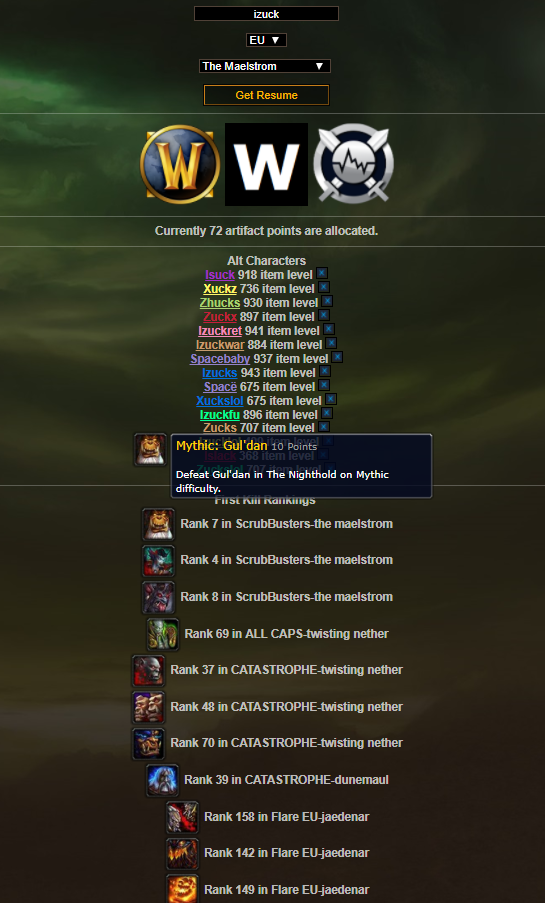 izuck
EU ▼
The Maelstrom ▼
Get Resume
W W
Currently 72 artifact points are allocated.
Alt Characters
Isuck 918 item level x
Xuckz 736 item level x
Zhucks 930 item level x
Zuckx 897 item level x
Izuckret 941 item level x
Izuckwar 884 item level x
Spacebaby 937 item level x
Izucks 943 item level x
Spacë 675 item level x
Xuckslol 675 item level x
Izuckfu 896 item level x
Zucks 707 item level x
Mythic: Gul'dan 10 Points
Defeat Gul'dan in The Nighthold on Mythic
difficulty.
First Kill Rankings
Rank 7 in ScrubBusters-the maelstrom
Rank 4 in ScrubBusters-the maelstrom
Rank 8 in ScrubBusters-the maelstrom
Rank 69 in ALL CAPS-twisting nether
Rank 37 in CATASTROPHE-twisting nether
Rank 48 in CATASTROPHE-twisting nether
Rank 70 in CATASTROPHE-twisting nether
Rank 39 in CATASTROPHE-dunemaul
Rank 158 in Flare EU-jaedenar
Rank 142 in Flare EU-jaedenar
Rank 149 in Flare EU-jaedenar